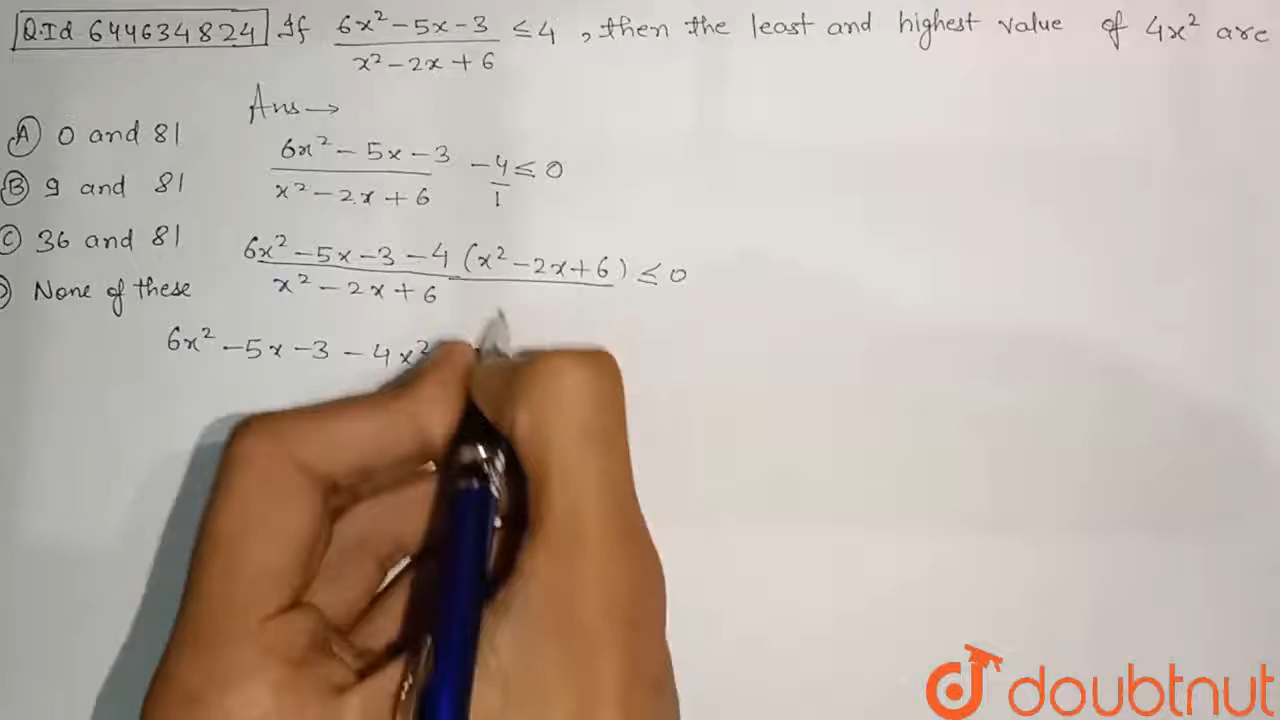 Q.Id 644634824 If (6x² - 5x - 3)/(x² - 2x + 6) ≤ 4 , then the least and highest value of 4x² are
Ans →
A 0 and 81
(6x² - 5x - 3)/(x² - 2x + 6) - 4/1 ≤ 0
B 9 and 81
C 36 and 81
(6x² - 5x - 3 - 4 (x² - 2x + 6))/(x² - 2x + 6) ≤ 0
None of these
6x² - 5x - 3 - 4x²
doubtnut